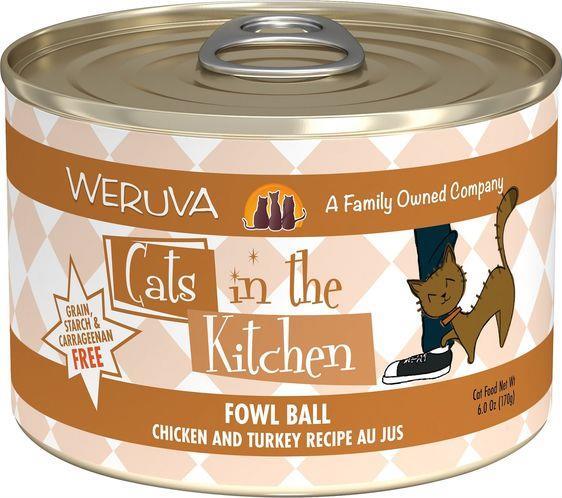 WERUVA
A Family Owned Company
Cats in the
Kitchen
GRAIN,
STARCH &
CARRAGEENAN
FREE
Cat Food Net Wt
6.0 Oz (170g)
FOWL BALL
CHICKEN AND TURKEY RECIPE AU JUS